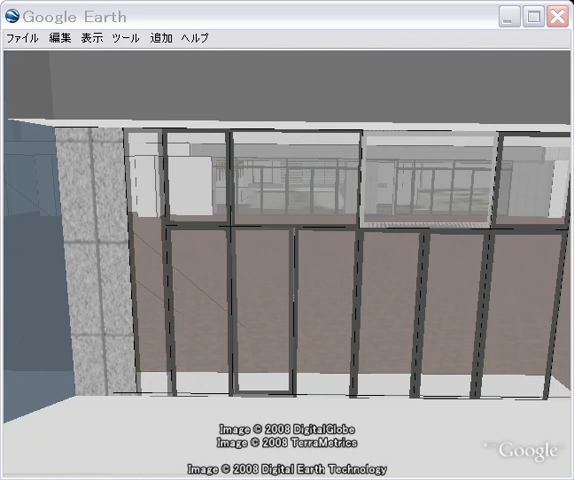 Google Earth
ファイル 編集 表示 ツール 追加 ヘルプ
Image © 2008 DigitalGlobe
Image © 2008 TerraMetrics
Google
Image © 2008 Digital Earth Technology